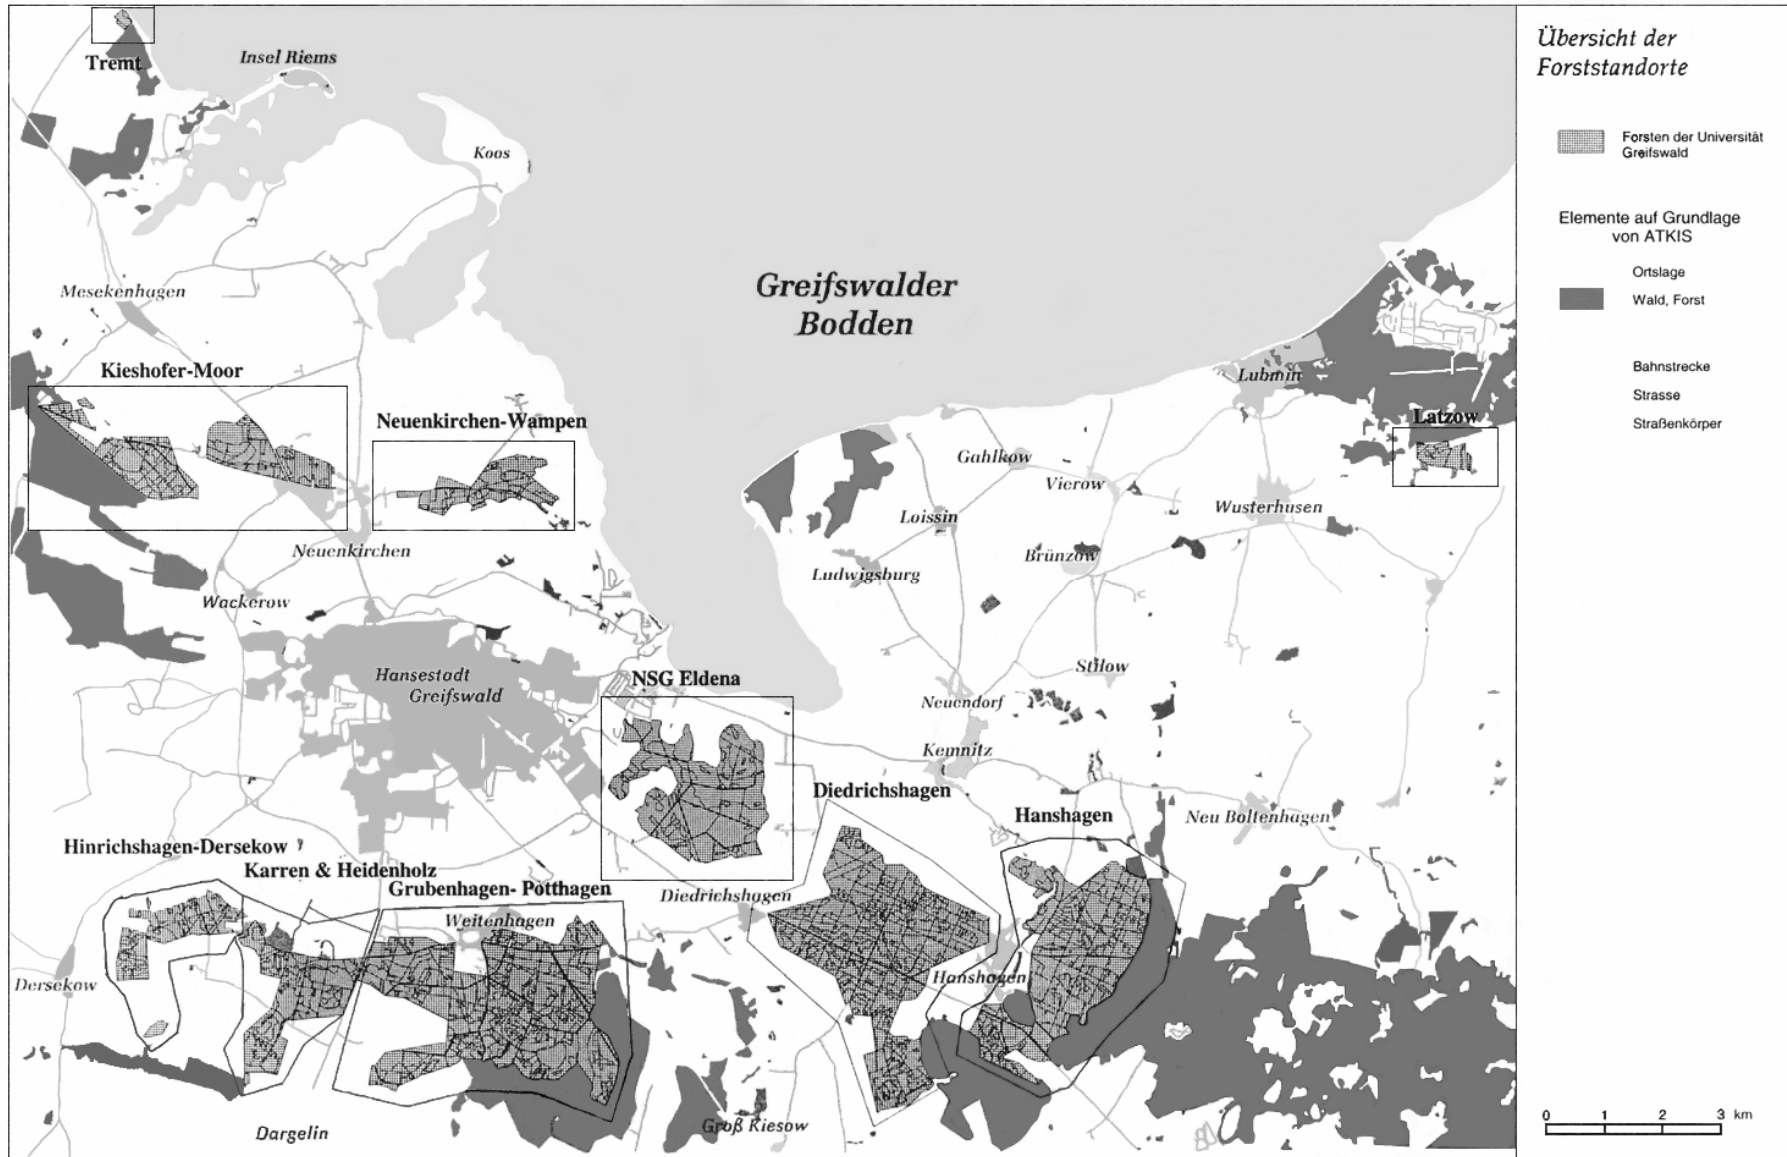 Tremt
Insel Riems
Koos
Mesekenhagen
Greifswalder
Bodden
Kieshofer-Moor
Neuenkirchen-Wampen
Lubmin
Latzow
Gahlkow
Vierow
Loissin
Wusterhusen
Neuenkirchen
Brünzow
Ludwigsburg
Wackerow
Hansestadt
Greifswald
NSG Eldena
Stilow
Neuendorf
Kemnitz
Diedrichshagen
Hanshagen
Neu Boltenhagen
Hinrichshagen-Dersekow
Karren & Heidenholz
Grubenhagen- Potthagen
Diedrichshagen
Weitenhagen
Hanshagen
Dersekow
Groß Kiesow
Dargelin
Übersicht der
Forststandorte
Forsten der Universität
Greifswald
Elemente auf Grundlage
von ATKIS
Ortslage
Wald, Forst
Bahnstrecke
Strasse
Straßenkörper
0 1 2 3 km